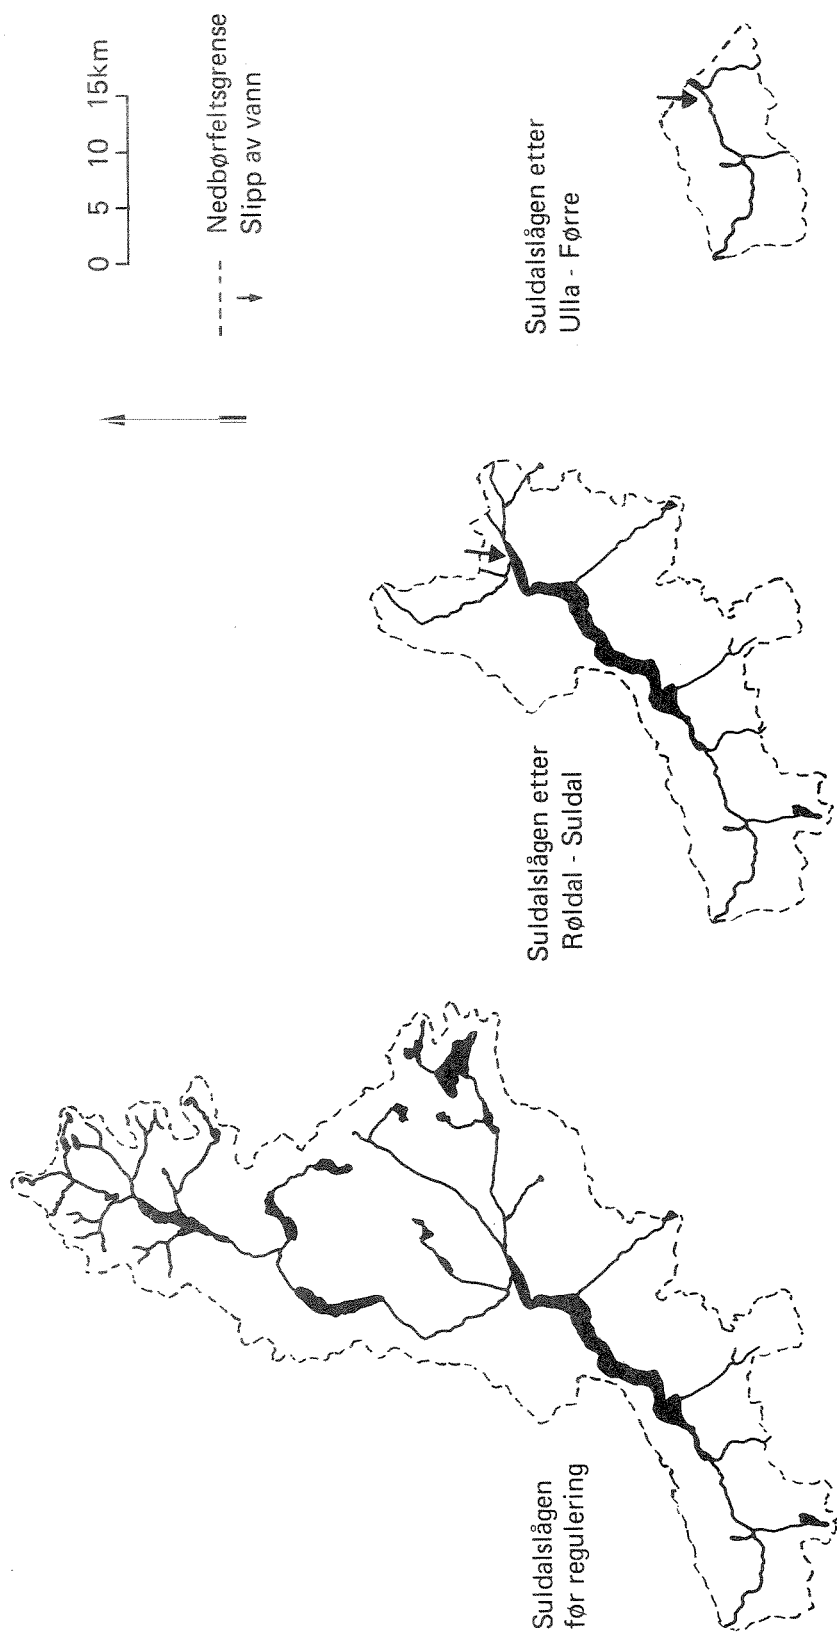 0 5 10 15km
Nedbørfeltsgrense
Slipp av vann
Suldalslågen
før regulering
Suldalslågen etter
Røldal - Suldal
Suldalslågen etter
Ulla - Førre